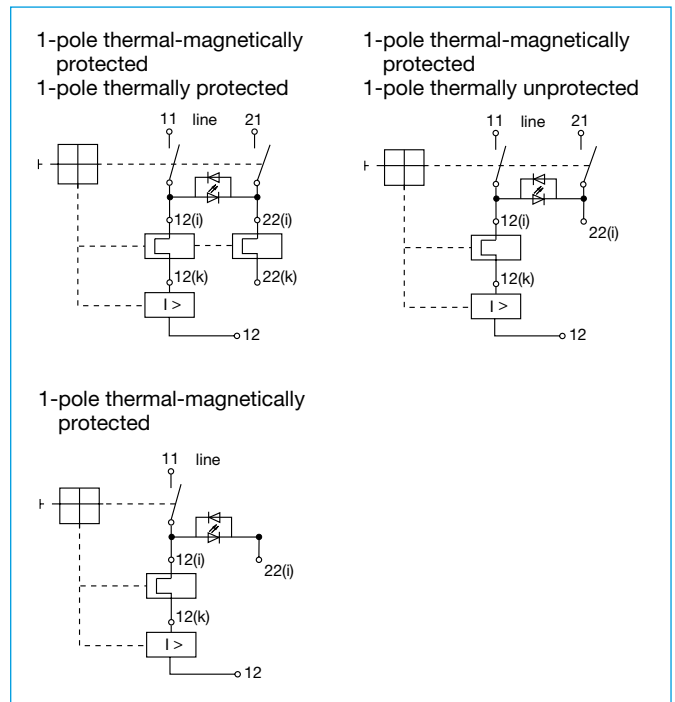 1-pole thermal-magnetically
protected
1-pole thermally protected
11 line 21
12(i) 22(i)
12(k) 22(k)
I >
12
1-pole thermal-magnetically
protected
1-pole thermally unprotected
11 line 21
12(i)
22(i)
12(k)
I >
12
1-pole thermal-magnetically
protected
11 line
12(i)
22(i)
12(k)
I >
12